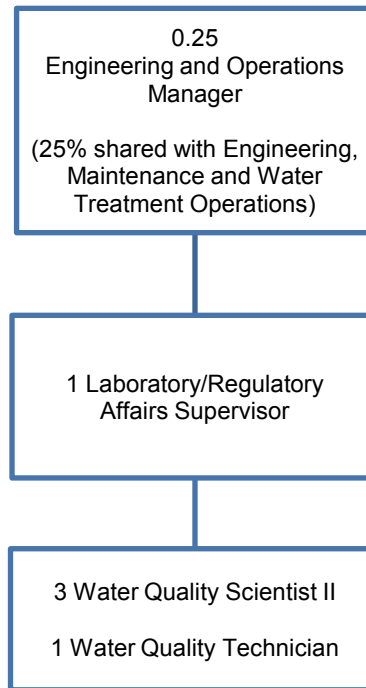 0.25
Engineering and Operations
Manager
(25% shared with Engineering,
Maintenance and Water
Treatment Operations)
1 Laboratory/Regulatory
Affairs Supervisor
3 Water Quality Scientist II
1 Water Quality Technician